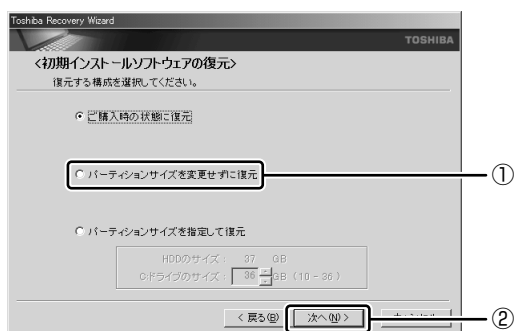 Toshiba Recovery Wizard
TOSHIBA
<初期インストールソフトウェアの復元>
復元する構成を選択してください。
ご購入時の状態に復元
パーティションサイズを変更せずに復元
①
パーティションサイズを指定して復元
HDDのサイズ： 37 GB
C:ドライブのサイズ： 36 GB (10 - 36)
< 戻る(B)
次へ(N) >
②